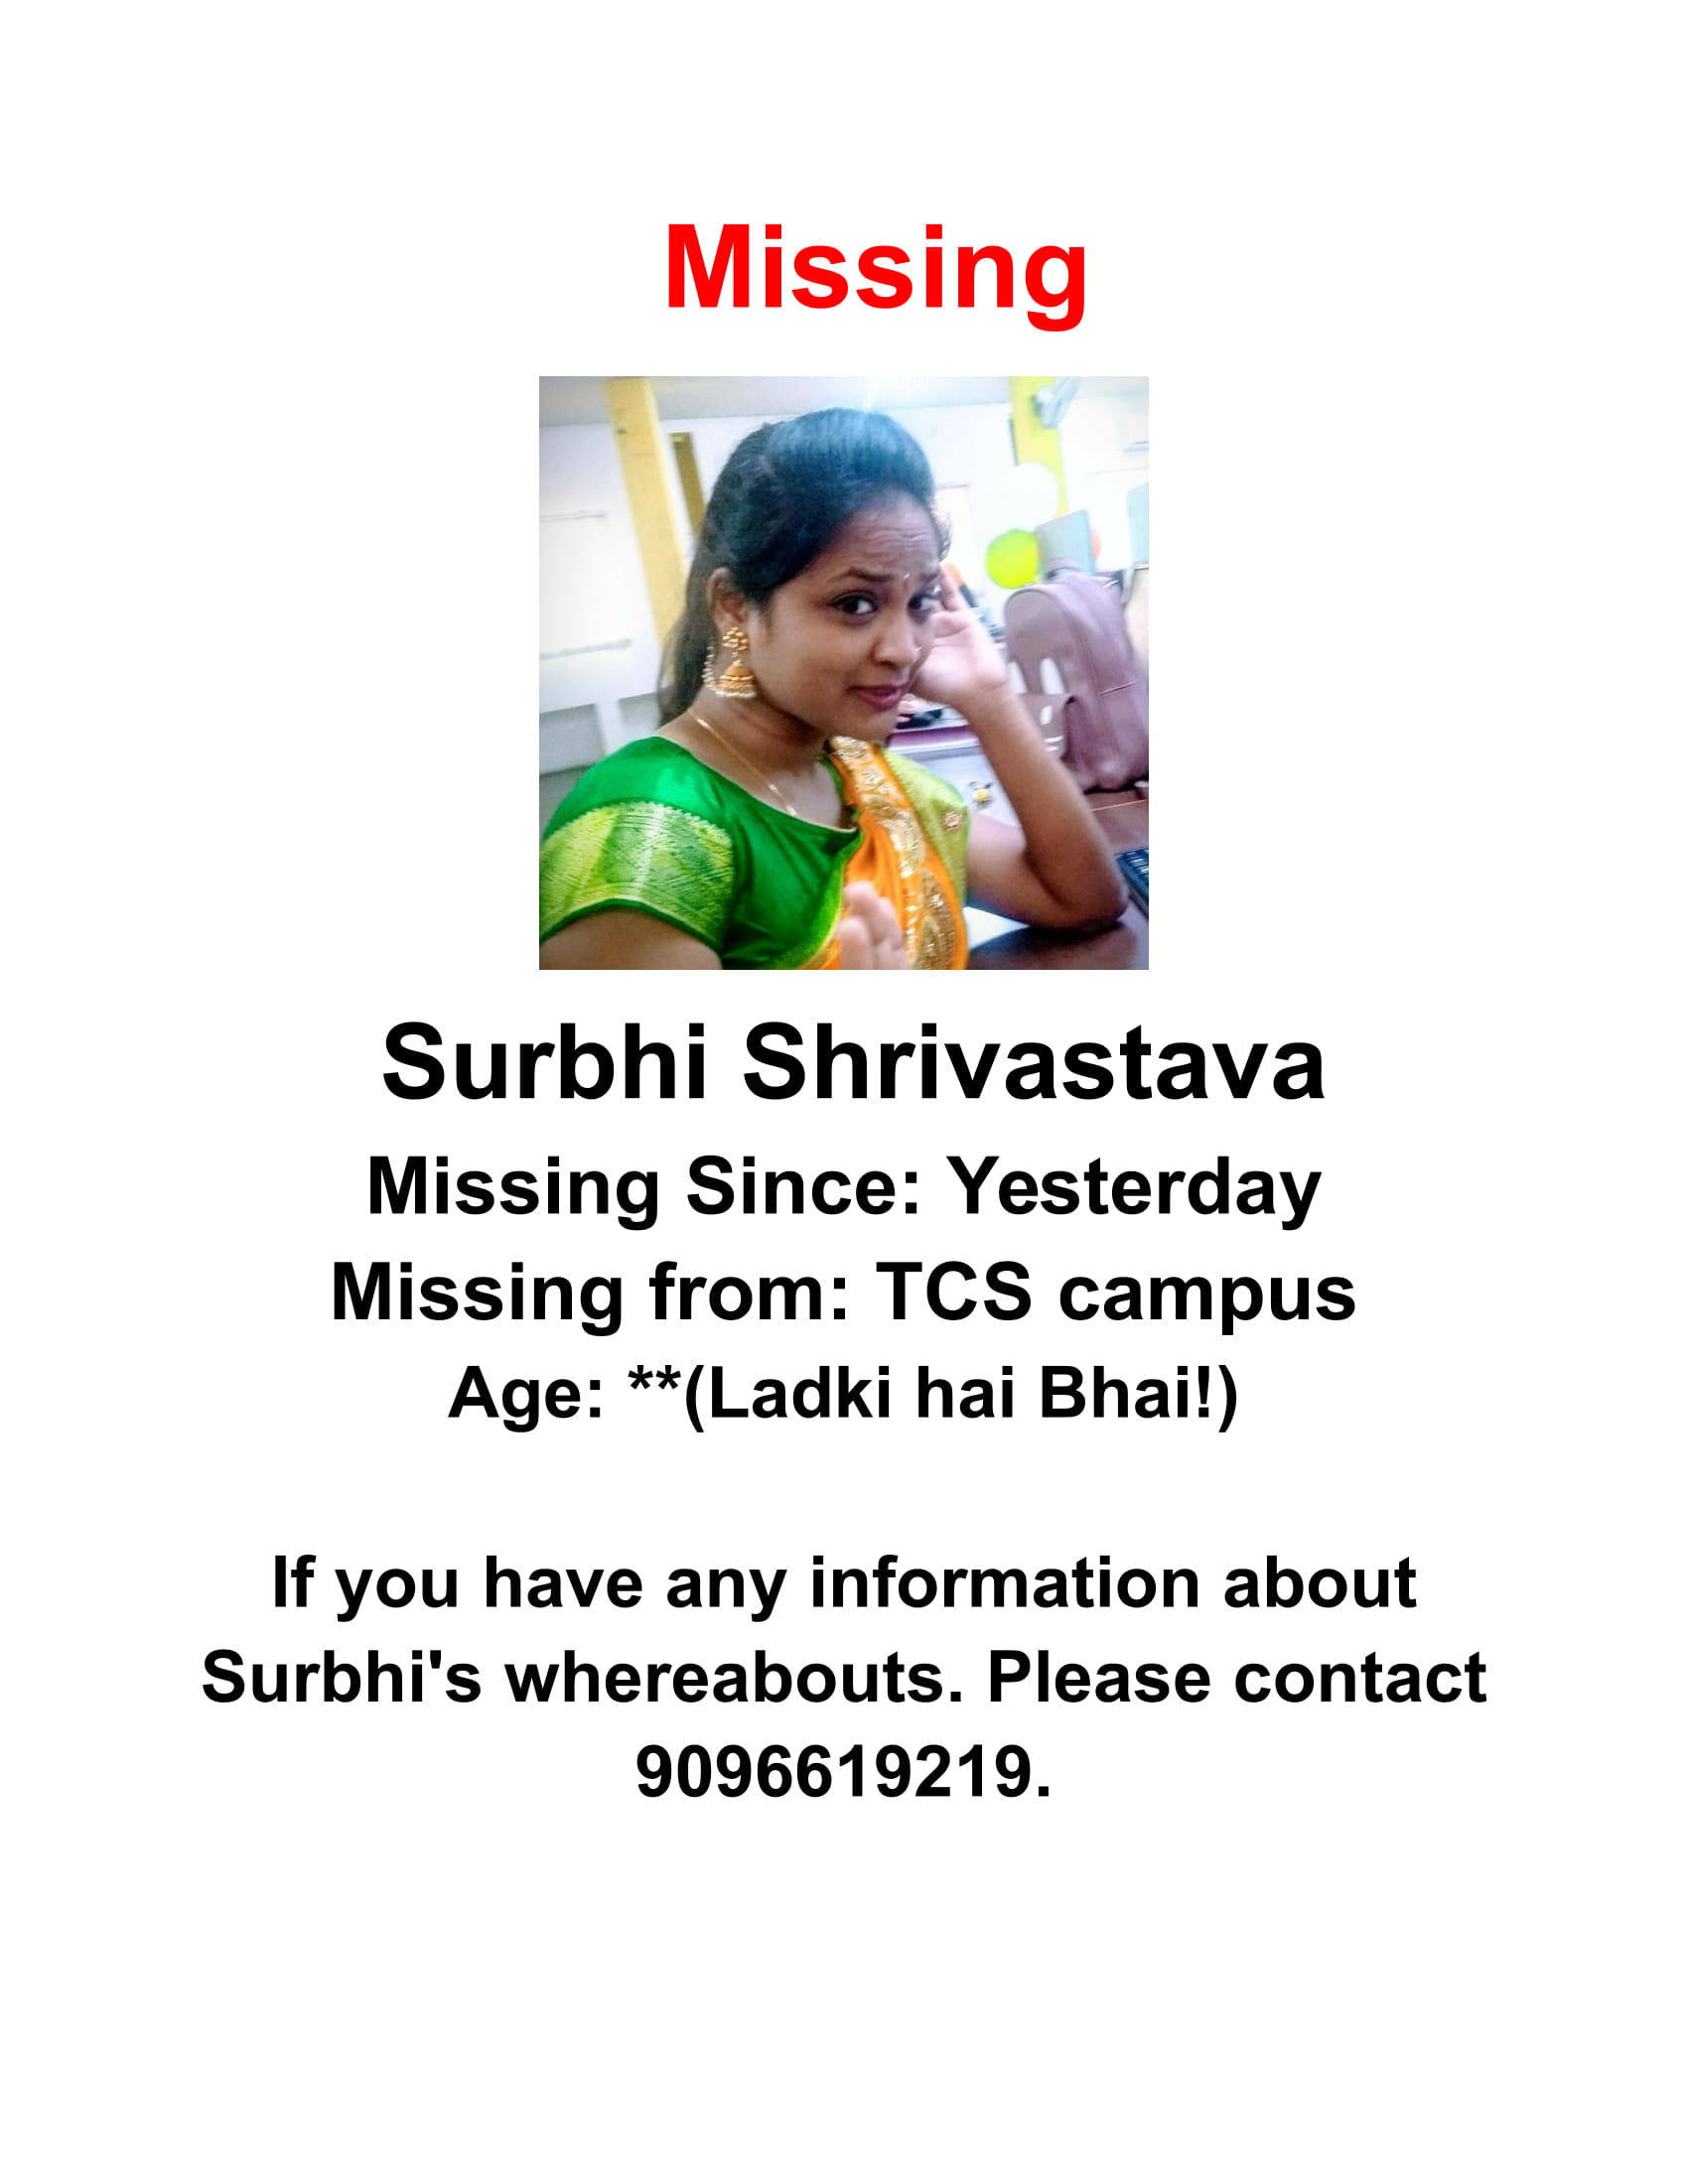 Missing
Surbhi Shrivastava
Missing Since: Yesterday
Missing from: TCS campus
Age: **(Ladki hai Bhai!)
If you have any information about
Surbhi's whereabouts. Please contact
9096619219.